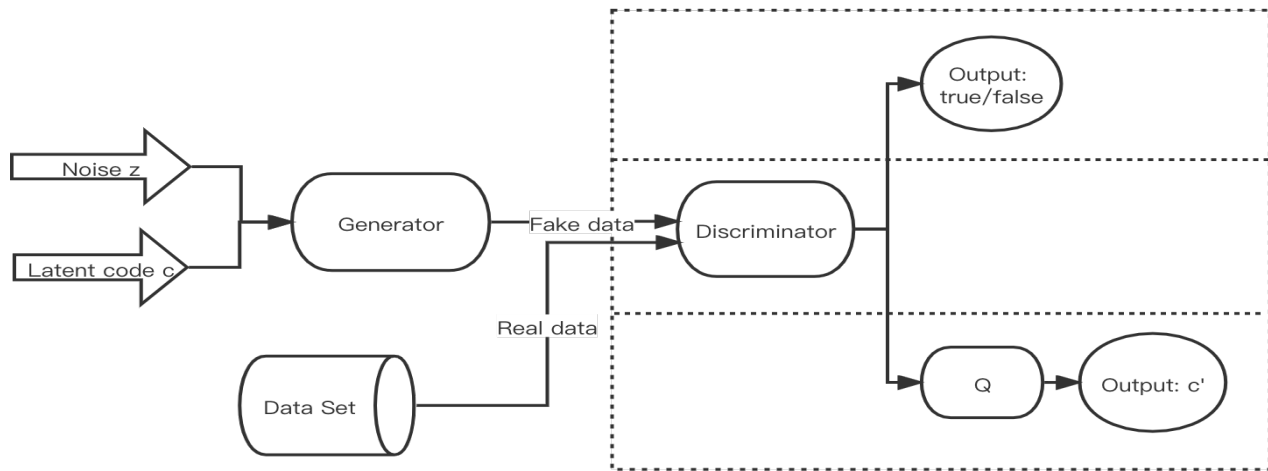 Output:
true/false
Noise z
Generator
Fake data
Discriminator
Latent code c
Real data
Data Set
Q
Output: c'